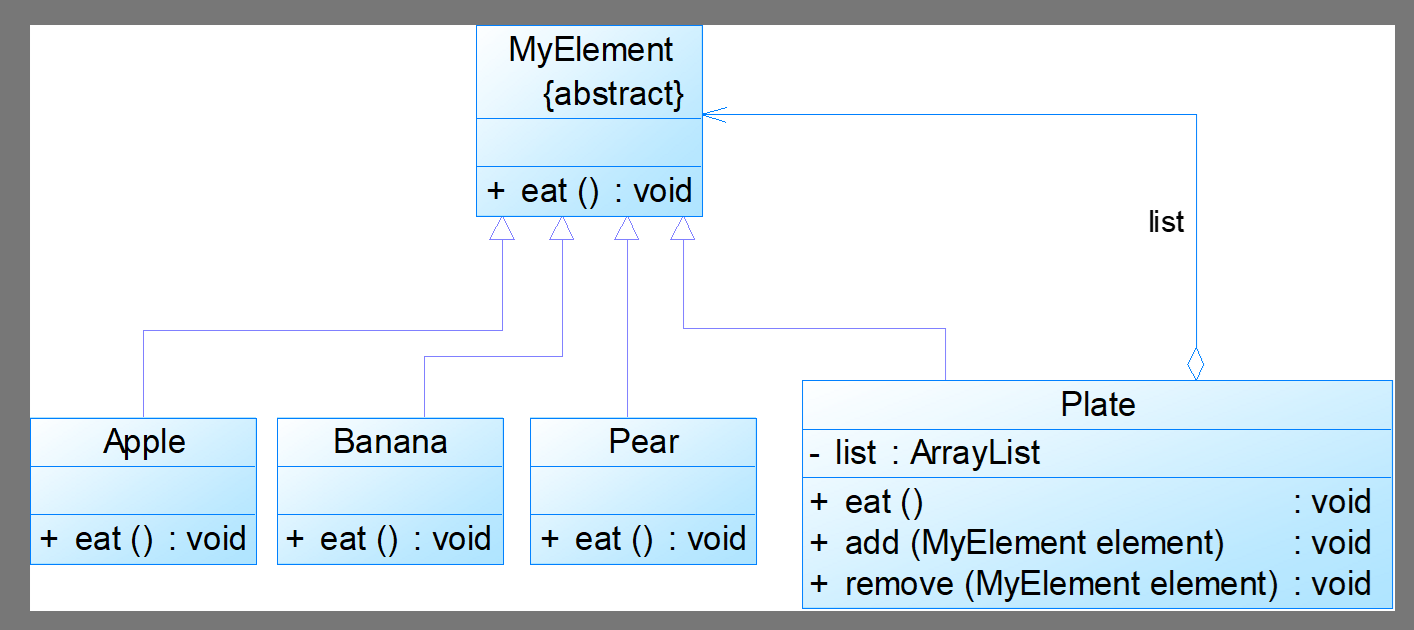 MyElement
{abstract}
+ eat () : void
list
Apple
+ eat () : void
Banana
+ eat () : void
Pear
+ eat () : void
Plate
- list : ArrayList
+ eat () : void
+ add (MyElement element) : void
+ remove (MyElement element) : void